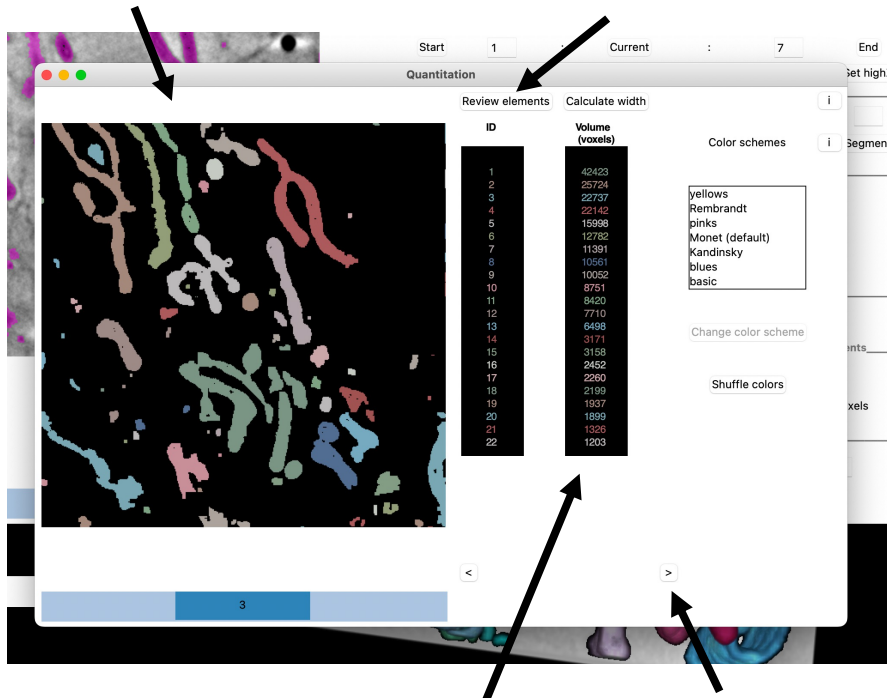 Start 1 : Current : 7 End
Quantitation
Set high
Review elements Calculate width i
ID Volume
(voxels)
Color schemes i Segmen
1 42423
2 25724
3 22737
4 22142
5 15998
6 12782
7 11391
8 10561
9 10052
10 8751
11 8420
12 7710
13 6498
14 3171
15 3158
16 2452
17 2260
18 2199
19 1937
20 1899
21 1326
22 1203
yellows
Rembrandt
pinks
Monet (default)
Kandinsky
blues
basic
Change color scheme
ents
Shuffle colors
xels
< >
3